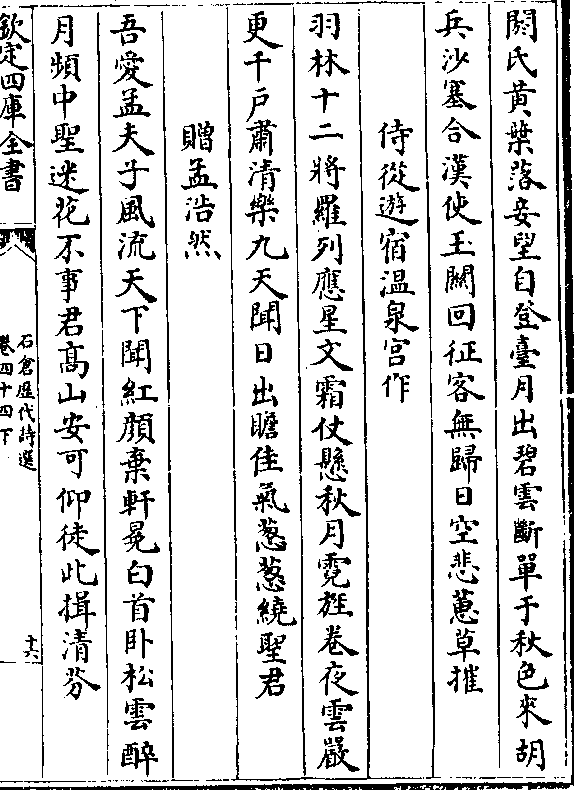 閼氏黃葉落妾望自登臺月出碧雲斷單于秋色來胡
兵沙塞合漢使玉關回征客無歸日空悲蕙草摧
侍從遊宿溫泉宫作
羽林十二將羅列應星文霜仗懸秋月霓旌卷夜雲嚴
更千戶肅清樂九天聞日出瞻佳氣葱葱繞聖君
贈孟浩然
吾愛孟夫子風流天下聞紅顔棄軒冕白首卧松雲醉
月頻中聖迷花不事君髙山安可仰徒此揖清芬
欽定四庫全書
石倉歷代詩選
卷四十四下
十六